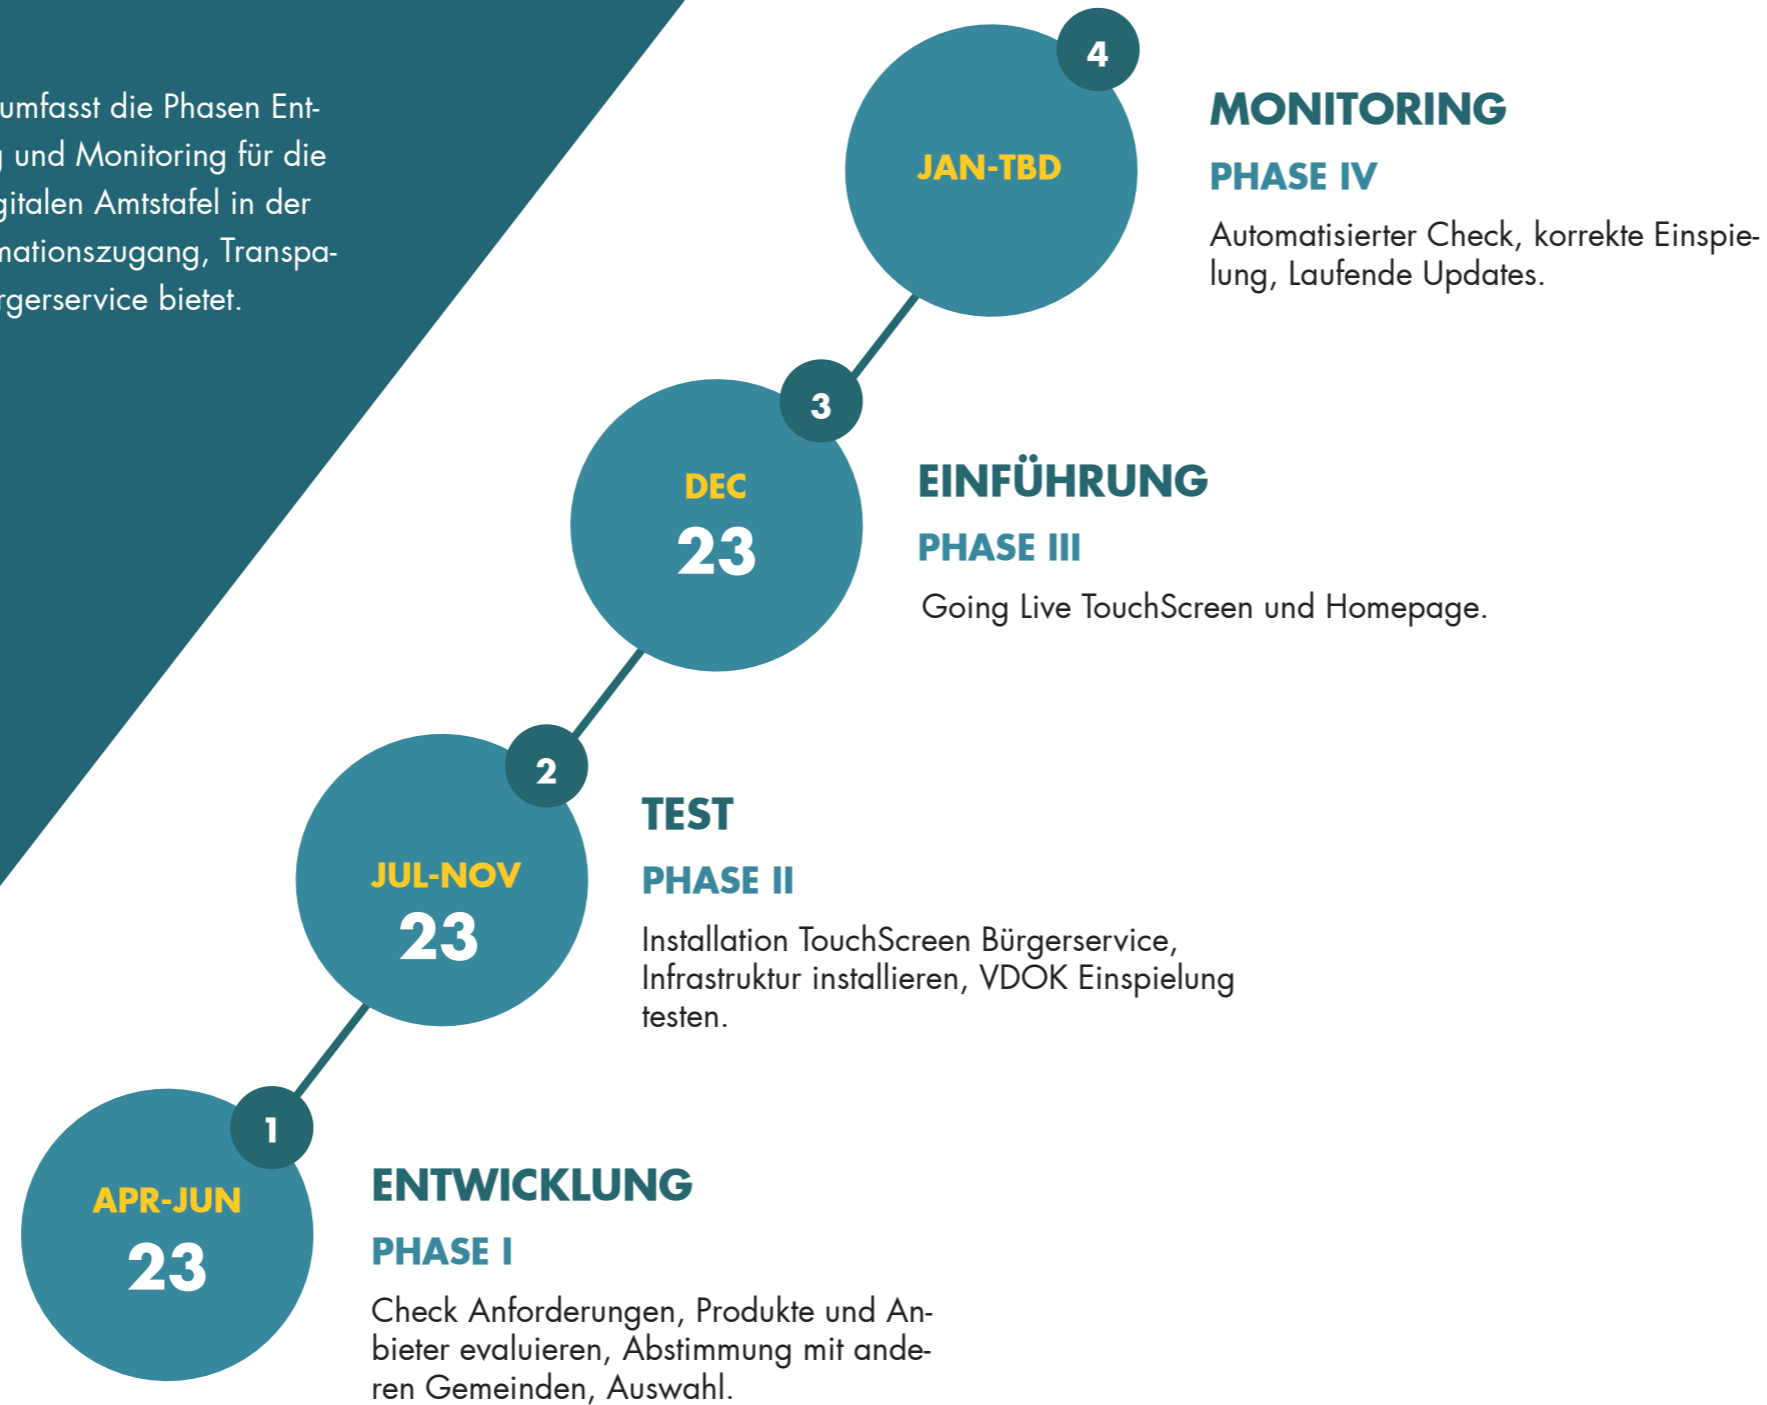 umfasst die Phasen Ent-
und Monitoring für die
gitalen Amtstafel in der
mationszugang, Transpa-
rgerservice bietet.
4
JAN-TBD
MONITORING
PHASE IV
Automatisierter Check, korrekte Einspie-
lung, Laufende Updates.
3
DEC
23
EINFÜHRUNG
PHASE III
Going Live TouchScreen und Homepage.
2
JUL-NOV
23
TEST
PHASE II
Installation TouchScreen Bürgerservice,
Infrastruktur installieren, VDOK Einspielung
testen.
1
APR-JUN
23
ENTWICKLUNG
PHASE I
Check Anforderungen, Produkte und An-
bieter evaluieren, Abstimmung mit ande-
ren Gemeinden, Auswahl.